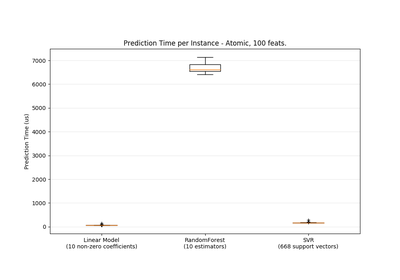 Prediction Time per Instance - Atomic, 100 feats.
Prediction Time (us)
7000
6000
5000
4000
3000
2000
1000
0
Linear Model
(10 non-zero coefficients)
RandomForest
(10 estimators)
SVR
(668 support vectors)